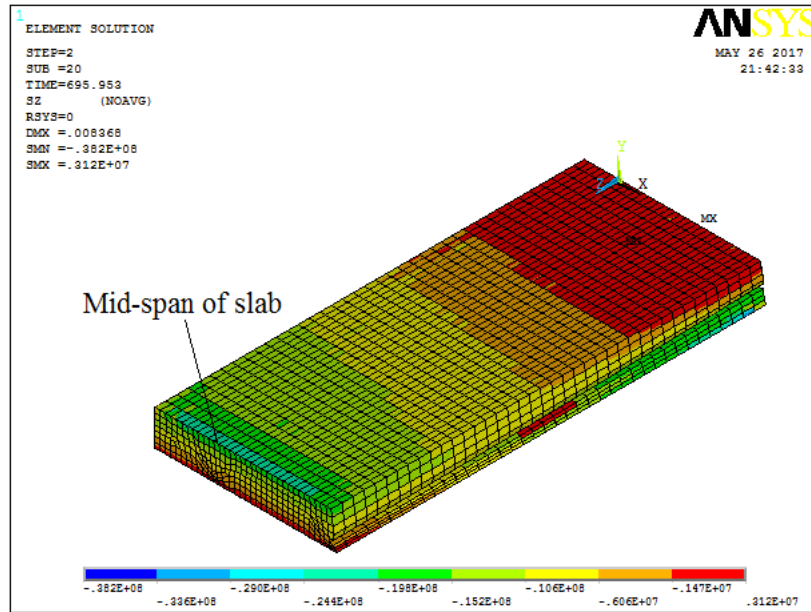 1
ELEMENT SOLUTION
ANSYS
STEP=2
SUB =20
TIME=695.953
SZ (NOAVG)
RSYS=0
DMX =.008368
SMN =-.382E+08
SMX =.312E+07
MAY 26 2017
21:42:33
Y
Z X
MX
MN
Mid-span of slab
-.382E+08 -.290E+08 -.198E+08 -.106E+08 -.147E+07
-.336E+08 -.244E+08 -.152E+08 -.606E+07 .312E+07